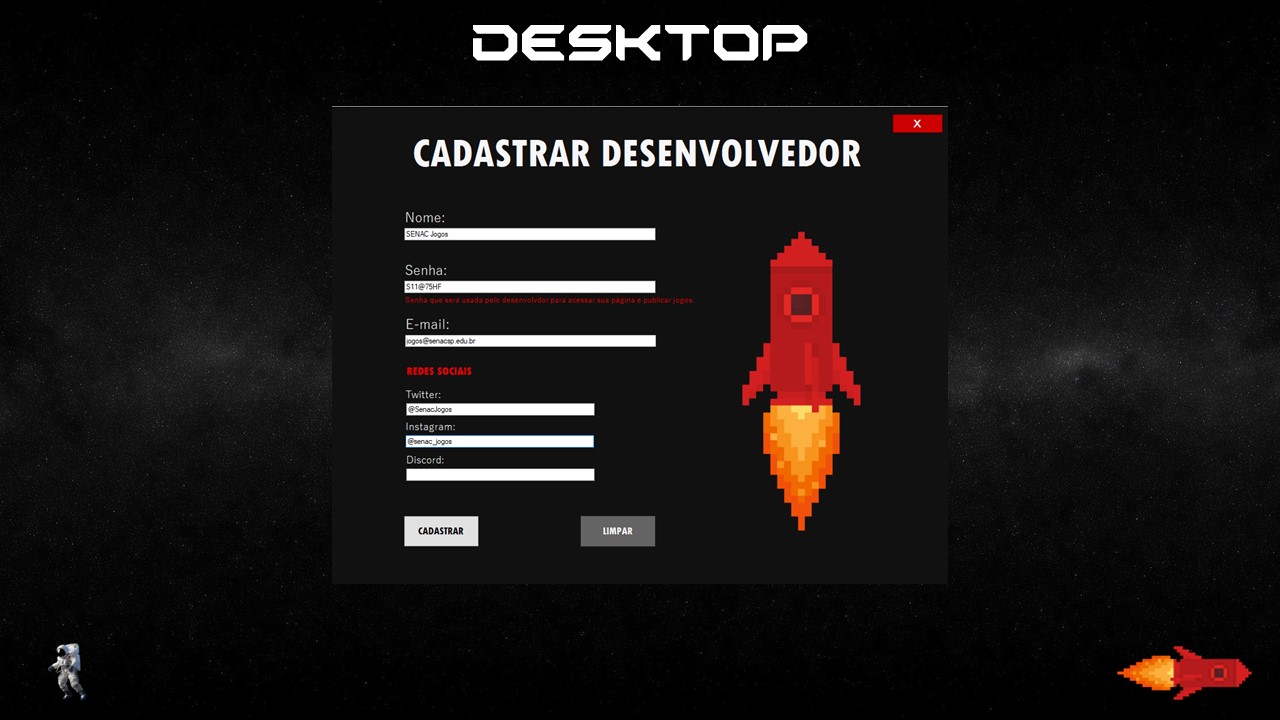 DESKTOP
X
CADASTRAR DESENVOLVEDOR
Nome:
SENAC Jogos
Senha:
S11@75HF
Senha que será usada pelo desenvolvdor para acessar sua página e publicar jogos.
E-mail:
jogos@senacsp.edu.br
REDES SOCIAIS
Twitter:
@SenacJogos
Instagram:
@senac_jogos
Discord:
CADASTRAR
LIMPAR